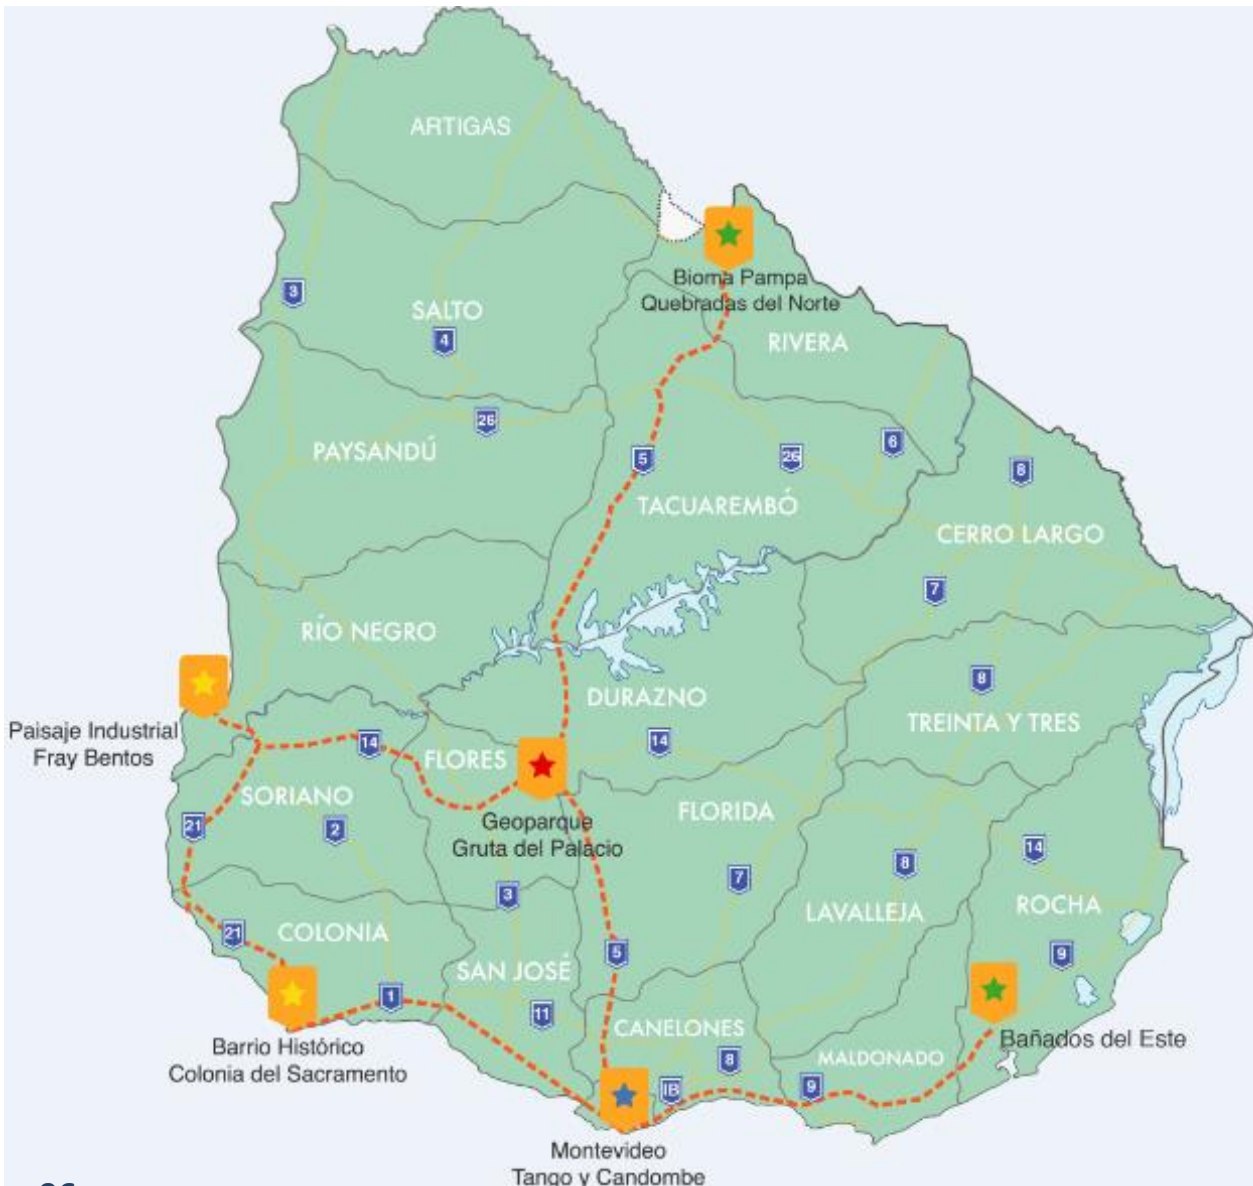 ARTIGAS
Bioma Pampa
Quebradas del Norte
3
SALTO
4
RIVERA
26
PAYSANDÚ
5
26
6
8
TACUAREMBÓ
CERRO LARGO
7
RÍO NEGRO
8
DURAZNO
Paisaje Industrial
Fray Bentos
14
14
TREINTA Y TRES
FLORES
SORIANO
FLORIDA
21
2
Geoparque
Gruta del Palacio
14
8
7
3
ROCHA
LAVALLEJA
21
COLONIA
5
9
SAN JOSÉ
1
11
CANELONES
Bañados del Este
Barrio Histórico
Colonia del Sacramento
8
MALDONADO
IB
9
Montevideo
Tango y Candombe